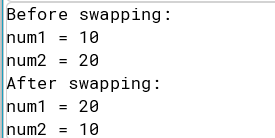 Before swapping:
num1 = 10
num2 = 20
After swapping:
num1 = 20
num2 = 10